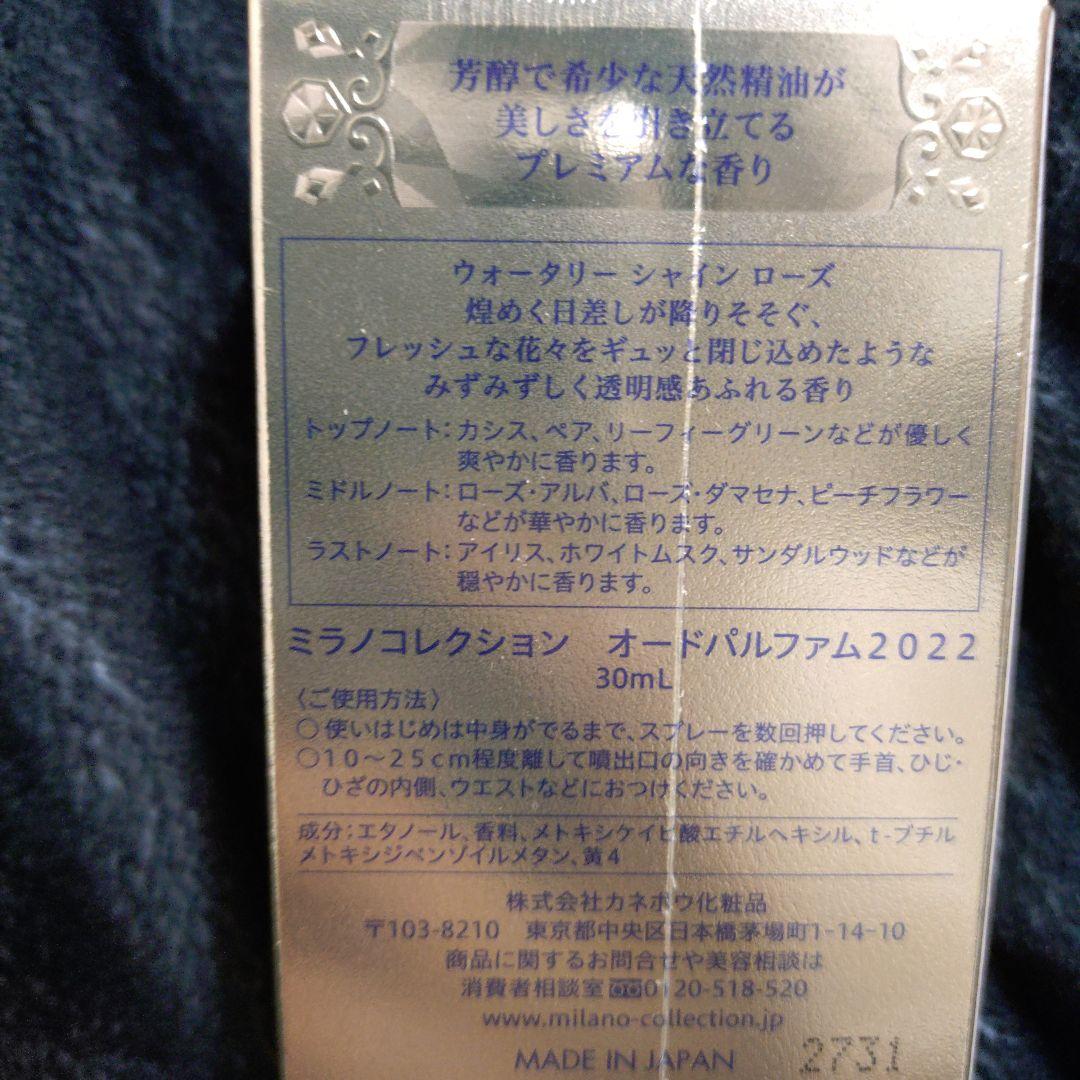 芳醇で希少な天然精油が
美しさを引き立てる
プレミアムな香り
ウォータリー シャイン ローズ
煌めく日差しが降りそそぐ、
フレッシュな花々をギュッと閉じ込めたような
みずみずしく透明感あふれる香り
トップノート:カシス、ペア、リーフィーグリーンなどが優しく
爽やかに香ります。
ミドルノート:ローズ・アルバ、ローズ・ダマセナ、ピーチフラワー
などが華やかに香ります。
ラストノート:アイリス、ホワイトムスク、サンダルウッドなどが
穏やかに香ります。
ミラノコレクション オードパルファム2022
30mL
〈ご使用方法〉
○使いはじめは中身がでるまで、スプレーを数回押してください。
○10~25cm程度離して噴出口の向きを確かめて手首、ひじ・
ひざの内側、ウエストなどにおつけください。
成分:エタノール、香料、メトキシケイヒ酸エチルヘキシル、t-ブチル
メトキシジベンゾイルメタン、黄4
株式会社カネボウ化粧品
〒103-8210 東京都中央区日本橋茅場町1-14-10
商品に関するお問合せや美容相談は
消費者相談室 0120-518-520
www.milano-collection.jp
MADE IN JAPAN 2731